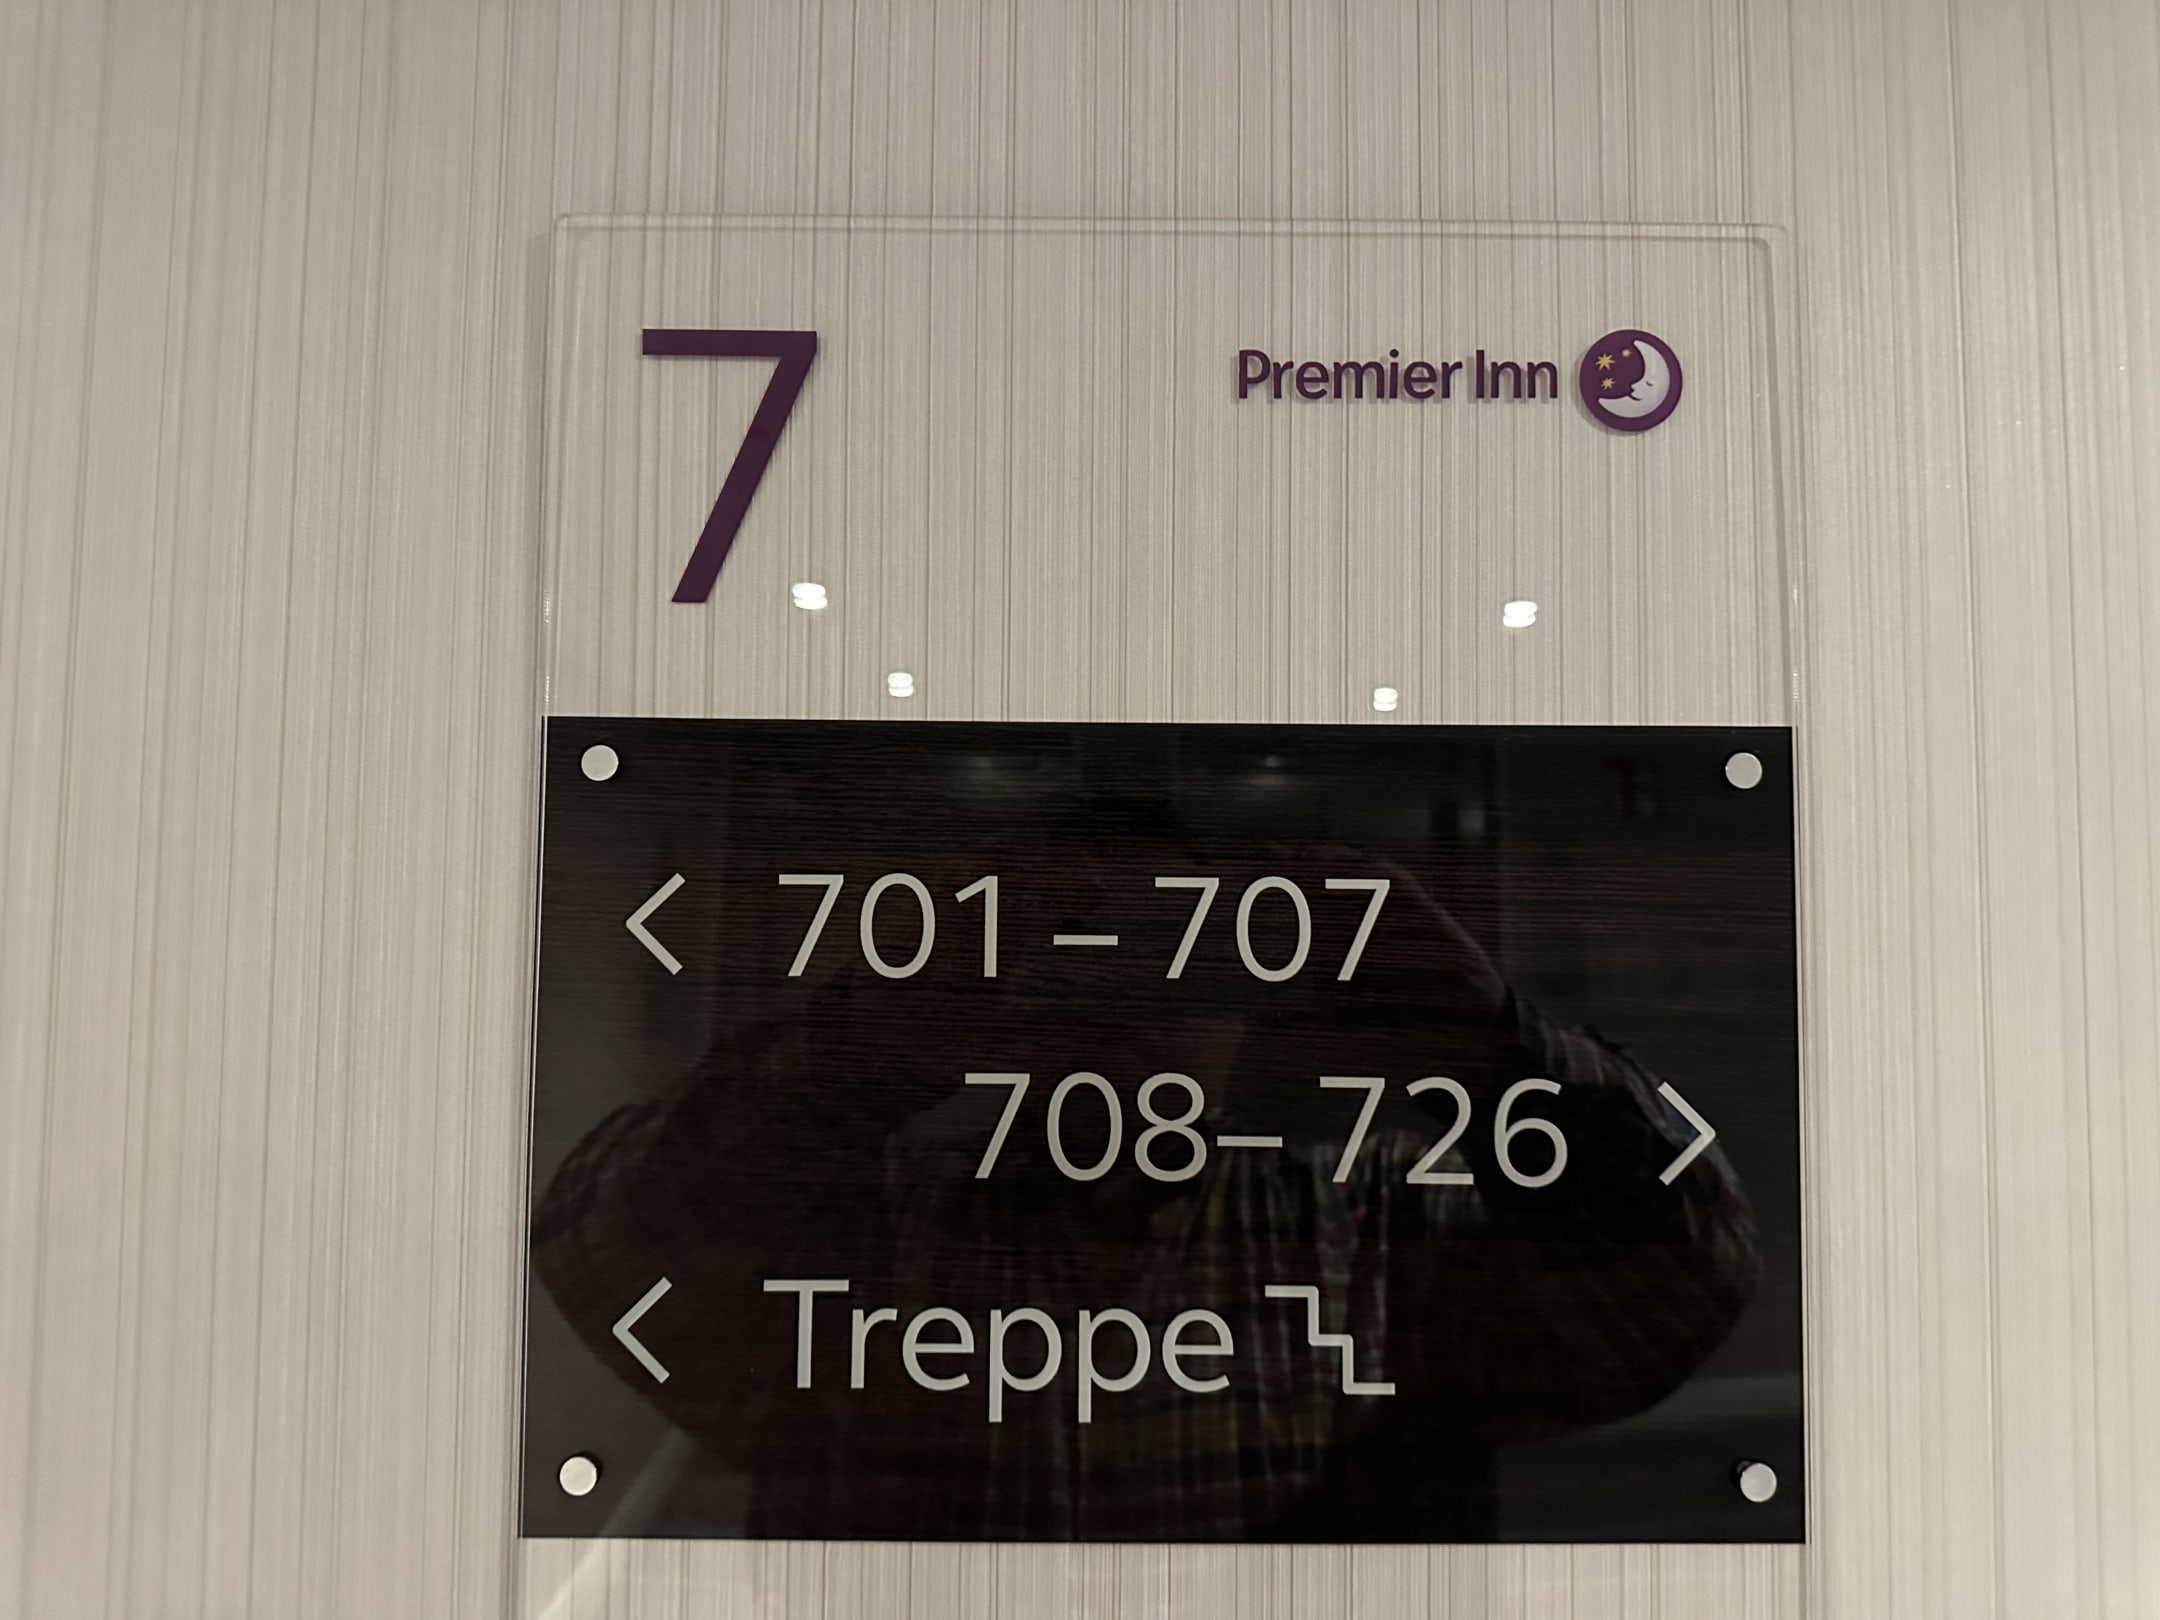 7
Premier Inn
< 701 – 707
708– 726 >
< Treppe